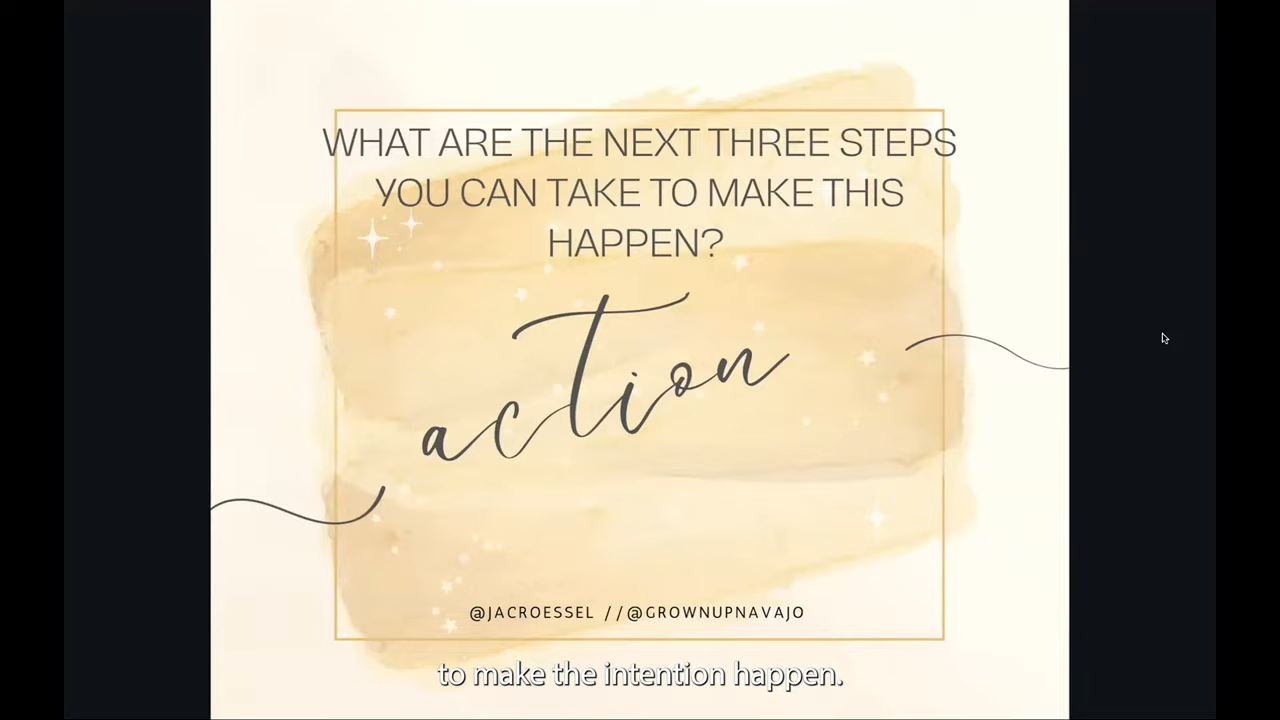 WHAT ARE THE NEXT THREE STEPS
YOU CAN TAKE TO MAKE THIS
HAPPEN?
action
@JACROESSEL //@GROWNUPNAVAJO
to make the intention happen.